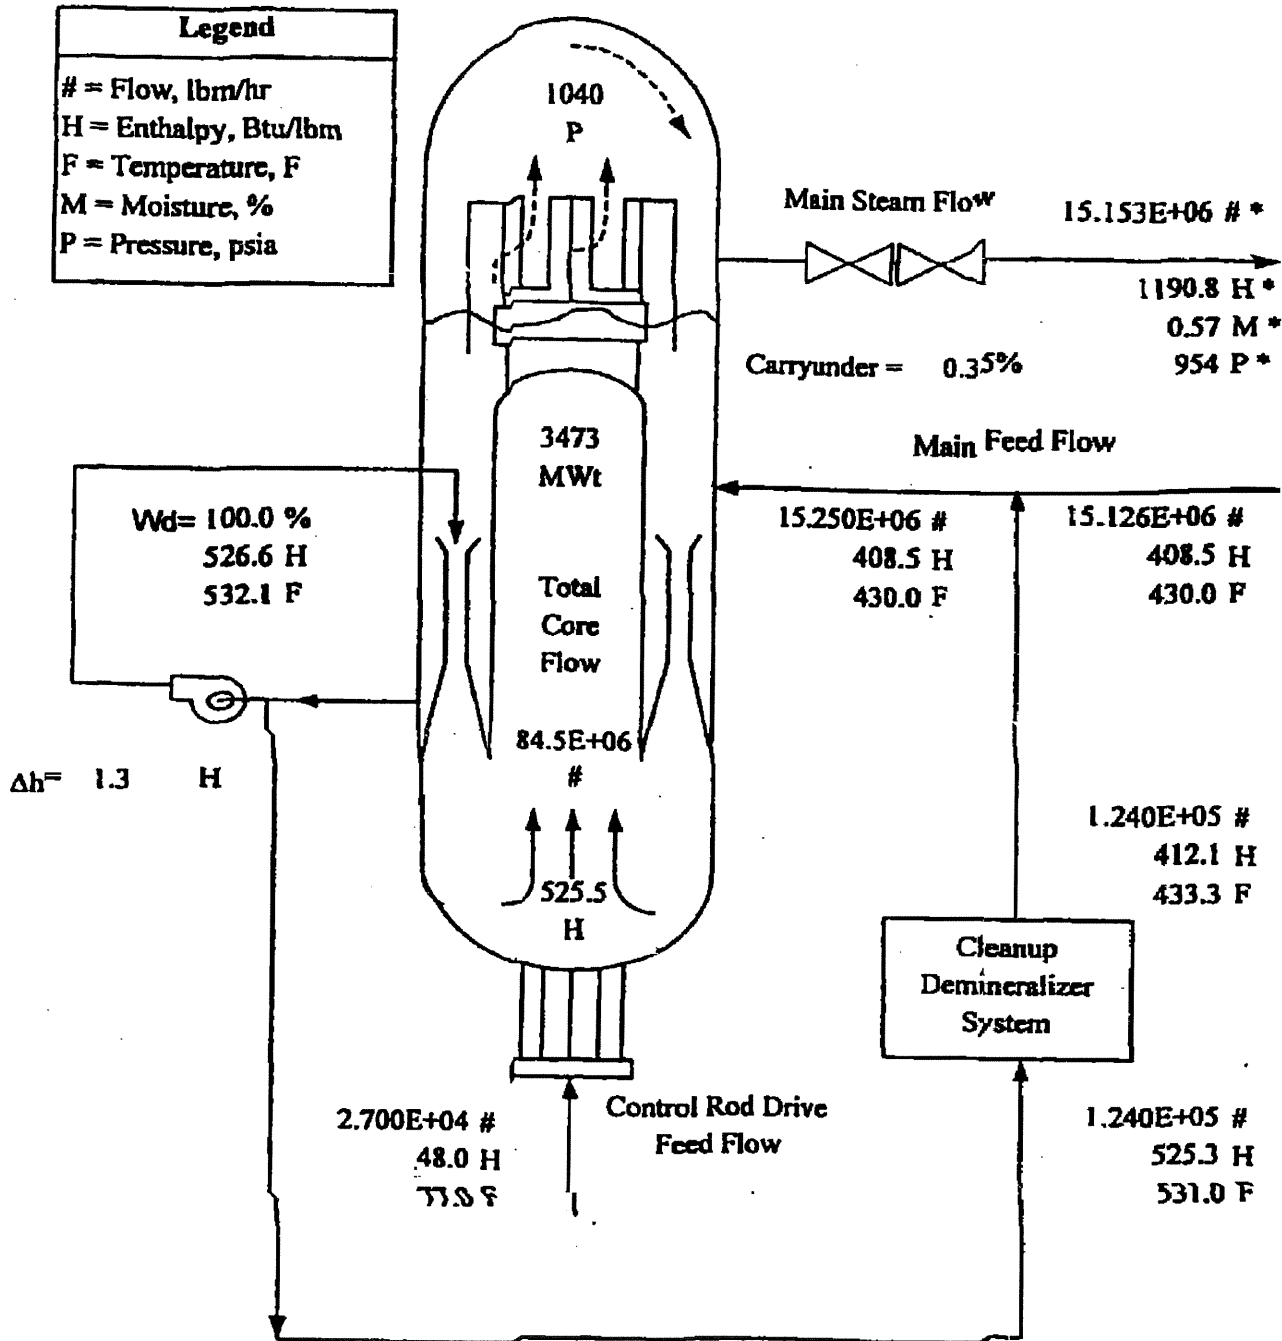 Legend
# = Flow, lbm/hr
H = Enthalpy, Btu/lbm
F = Temperature, F
M = Moisture, %
P = Pressure, psia
1040
P
Main Steam Flow
15.153E+06 # *
1190.8 H *
0.57 M *
954 P *
Carryunder = 0.35%
3473
MWt
Main Feed Flow
Wd= 100.0 %
526.6 H
532.1 F
15.250E+06 #
408.5 H
430.0 F
15.126E+06 #
408.5 H
430.0 F
Total
Core
Flow
84.5E+06
#
Δh= 1.3 H
1.240E+05 #
412.1 H
433.3 F
525.5
H
Cleanup
Demineralizer
System
Control Rod Drive
Feed Flow
2.700E+04 #
48.0 H
1.240E+05 #
525.3 H
531.0 F